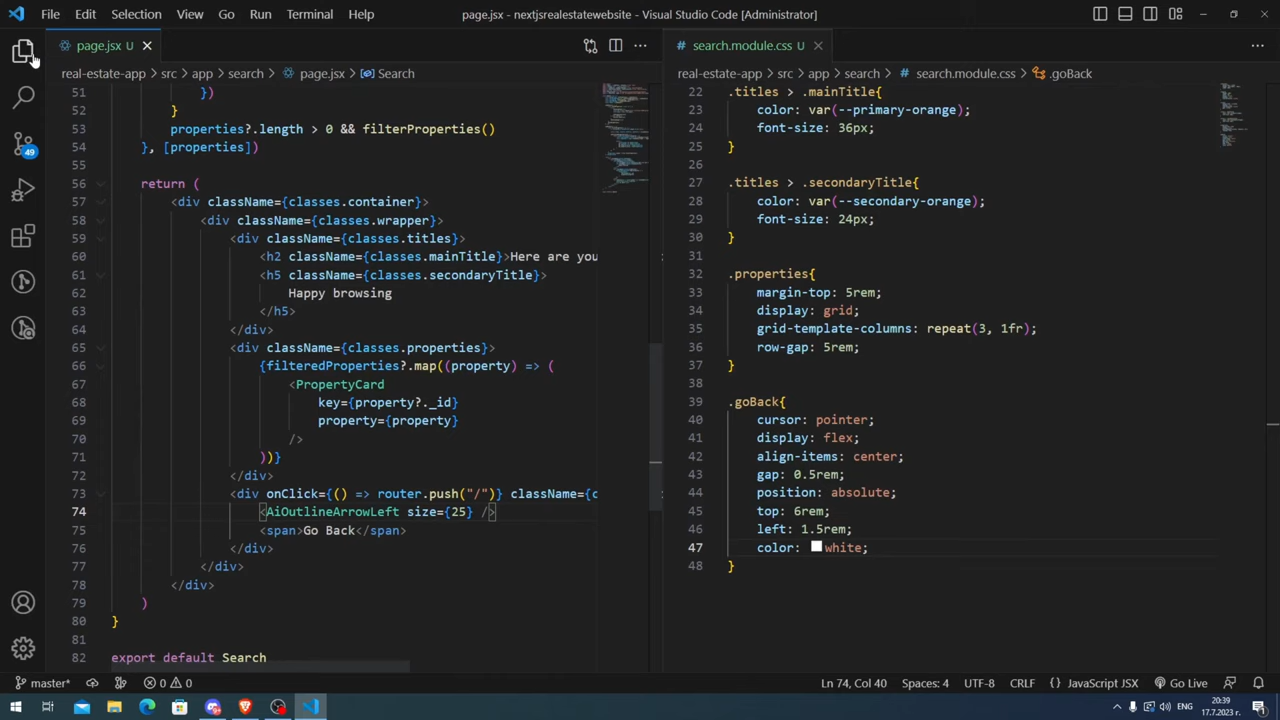 File Edit Selection View Go Run Terminal Help page.jsx - nextjsrealestatewebsite - Visual Studio Code [Administrator]
page.jsx U
real-estate-app > src > app > search > page.jsx > Search
51 })
52 }
53 properties?.length > 0 && filterProperties()
54 }, [properties])
55
56 return (
57 <div className={classes.container}>
58 <div className={classes.wrapper}>
59 <div className={classes.titles}>
60 <h2 className={classes.mainTitle}>Here are you
61 <h5 className={classes.secondaryTitle}>
62 Happy browsing
63 </h5>
64 </div>
65 <div className={classes.properties}>
66 {filteredProperties?.map((property) => (
67 <PropertyCard
68 key={property?._id}
69 property={property}
70 />
71 ))}
72 </div>
73 <div onClick={() => router.push("/")} className={c
74 <AiOutlineArrowLeft size={25} />
75 <span>Go Back</span>
76 </div>
77 </div>
78 </div>
79 )
80 }
81
82 export default Search
search.module.css U
real-estate-app > src > app > search > search.module.css > .goBack
22 .titles > .mainTitle{
23 color: var(--primary-orange);
24 font-size: 36px;
25 }
26
27 .titles > .secondaryTitle{
28 color: var(--secondary-orange);
29 font-size: 24px;
30 }
31
32 .properties{
33 margin-top: 5rem;
34 display: grid;
35 grid-template-columns: repeat(3, 1fr);
36 row-gap: 5rem;
37 }
38
39 .goBack{
40 cursor: pointer;
41 display: flex;
42 align-items: center;
43 gap: 0.5rem;
44 position: absolute;
45 top: 6rem;
46 left: 1.5rem;
47 color: white;
48 }
49
master* 0 0 Ln 74, Col 40 Spaces: 4 UTF-8 CRLF {} JavaScript JSX Go Live
ENG 20:39
17.7.2023 г.